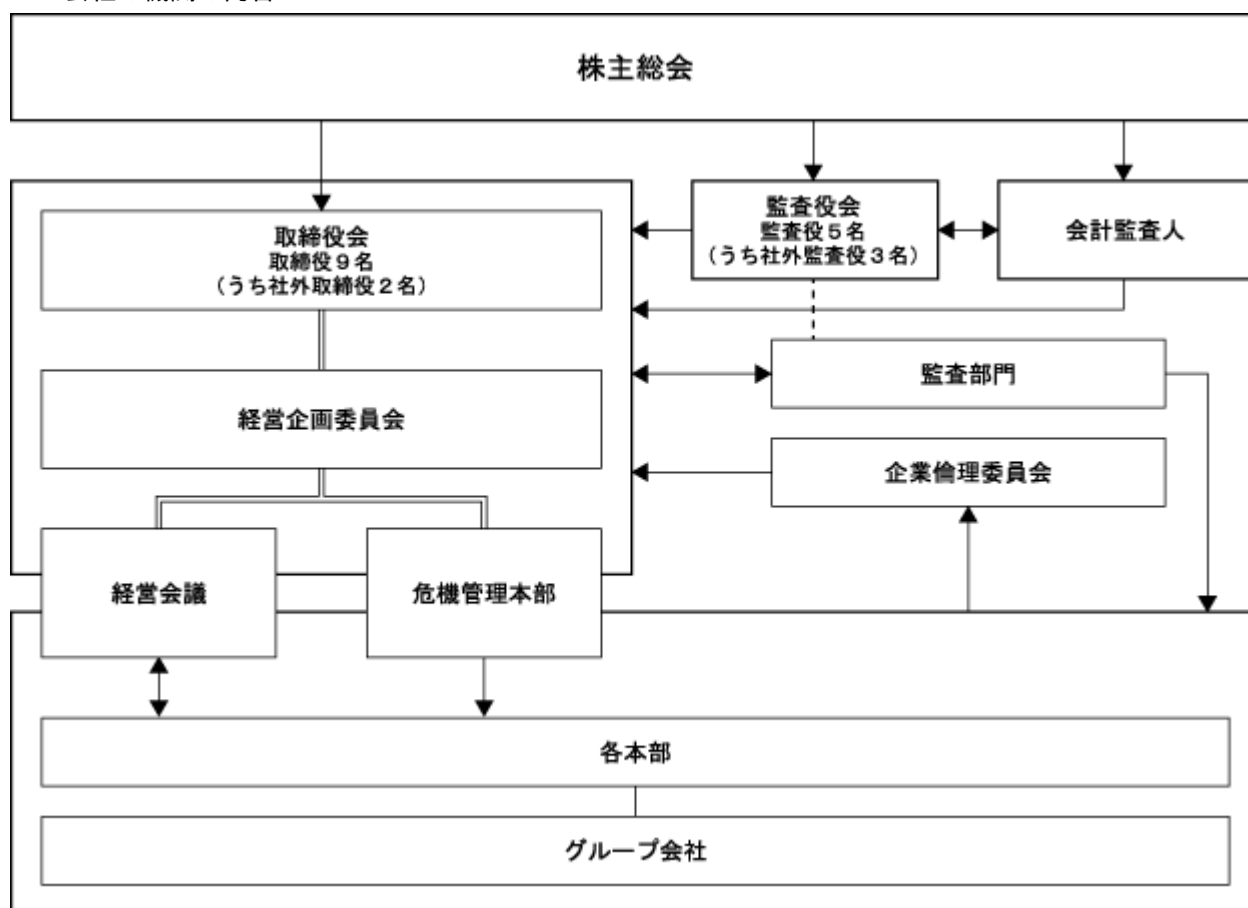 株主総会
取締役会
取締役９名
（うち社外取締役２名）
監査役会
監査役５名
（うち社外監査役３名）
会計監査人
経営企画委員会
監査部門
企業倫理委員会
経営会議
危機管理本部
各本部
グループ会社